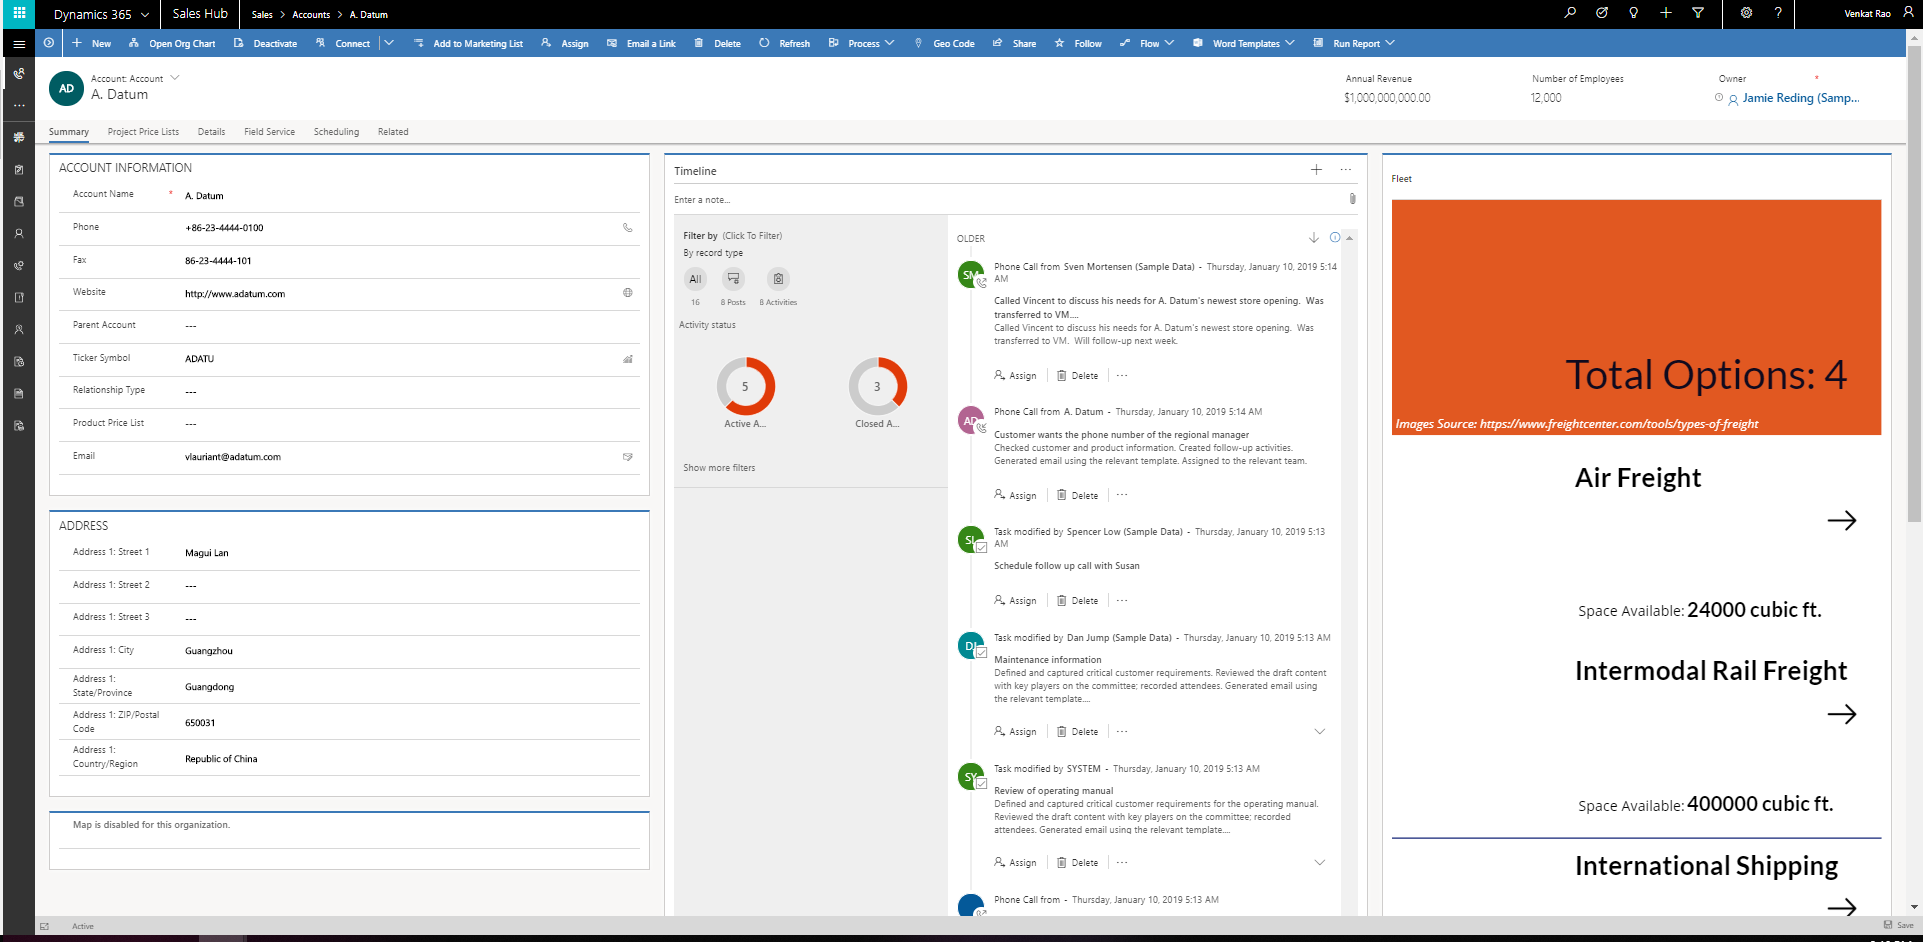 Dynamics 365 Sales Hub Sales > Accounts > A. Datum Venkat Rao
New Open Org Chart Deactivate Connect Add to Marketing List Assign Email a Link Delete Refresh Process Geo Code Share Follow Flow Word Templates Run Report
AD
Account: Account
A. Datum
Annual Revenue
$1,000,000,000.00
Number of Employees
12,000
Owner *
Jamie Reding (Samp...
Summary Project Price Lists Details Field Service Scheduling Related
ACCOUNT INFORMATION
Account Name * A. Datum
Phone +86-23-4444-0100
Fax 86-23-4444-101
Website http://www.adatum.com
Parent Account ---
Ticker Symbol ADATU
Relationship Type ---
Product Price List ---
Email vlauriant@adatum.com
ADDRESS
Address 1: Street 1 Magui Lan
Address 1: Street 2 ---
Address 1: Street 3 ---
Address 1: City Guangzhou
Address 1:
State/Province Guangdong
Address 1: ZIP/Postal
Code 650031
Address 1:
Country/Region Republic of China
Map is disabled for this organization.
Timeline
Enter a note...
Filter by (Click To Filter)
By record type
All
16 8 Posts 8 Activities
Activity status
5 3
Active A... Closed A...
Show more filters
OLDER
SM
Phone Call from Sven Mortensen (Sample Data) - Thursday, January 10, 2019 5:14
AM
Called Vincent to discuss his needs for A. Datum's newest store opening. Was
transferred to VM....
Called Vincent to discuss his needs for A. Datum's newest store opening. Was
transferred to VM. Will follow-up next week.
Assign Delete ...
AD
Phone Call from A. Datum - Thursday, January 10, 2019 5:14 AM
Customer wants the phone number of the regional manager
Checked customer and product information. Created follow-up activities.
Generated email using the relevant template. Assigned to the relevant team.
Assign Delete ...
SL
Task modified by Spencer Low (Sample Data) - Thursday, January 10, 2019 5:13
AM
Schedule follow up call with Susan
Assign Delete ...
DJ
Task modified by Dan Jump (Sample Data) - Thursday, January 10, 2019 5:13 AM
Maintenance information
Defined and captured critical customer requirements. Reviewed the draft content
with key players on the committee; recorded attendees. Generated email using
the relevant template....
Assign Delete ...
SY
Task modified by SYSTEM - Thursday, January 10, 2019 5:13 AM
Review of operating manual
Defined and captured critical customer requirements for the operating manual.
Reviewed the draft content with key players on the committee; recorded
attendees. Generated email using the relevant template....
Assign Delete ...
Phone Call from - Thursday, January 10, 2019 5:13 AM
Fleet
Total Options: 4
Images Source: https://www.freightcenter.com/tools/types-of-freight
Air Freight
Space Available: 24000 cubic ft.
Intermodal Rail Freight
Space Available: 400000 cubic ft.
International Shipping
Active Save